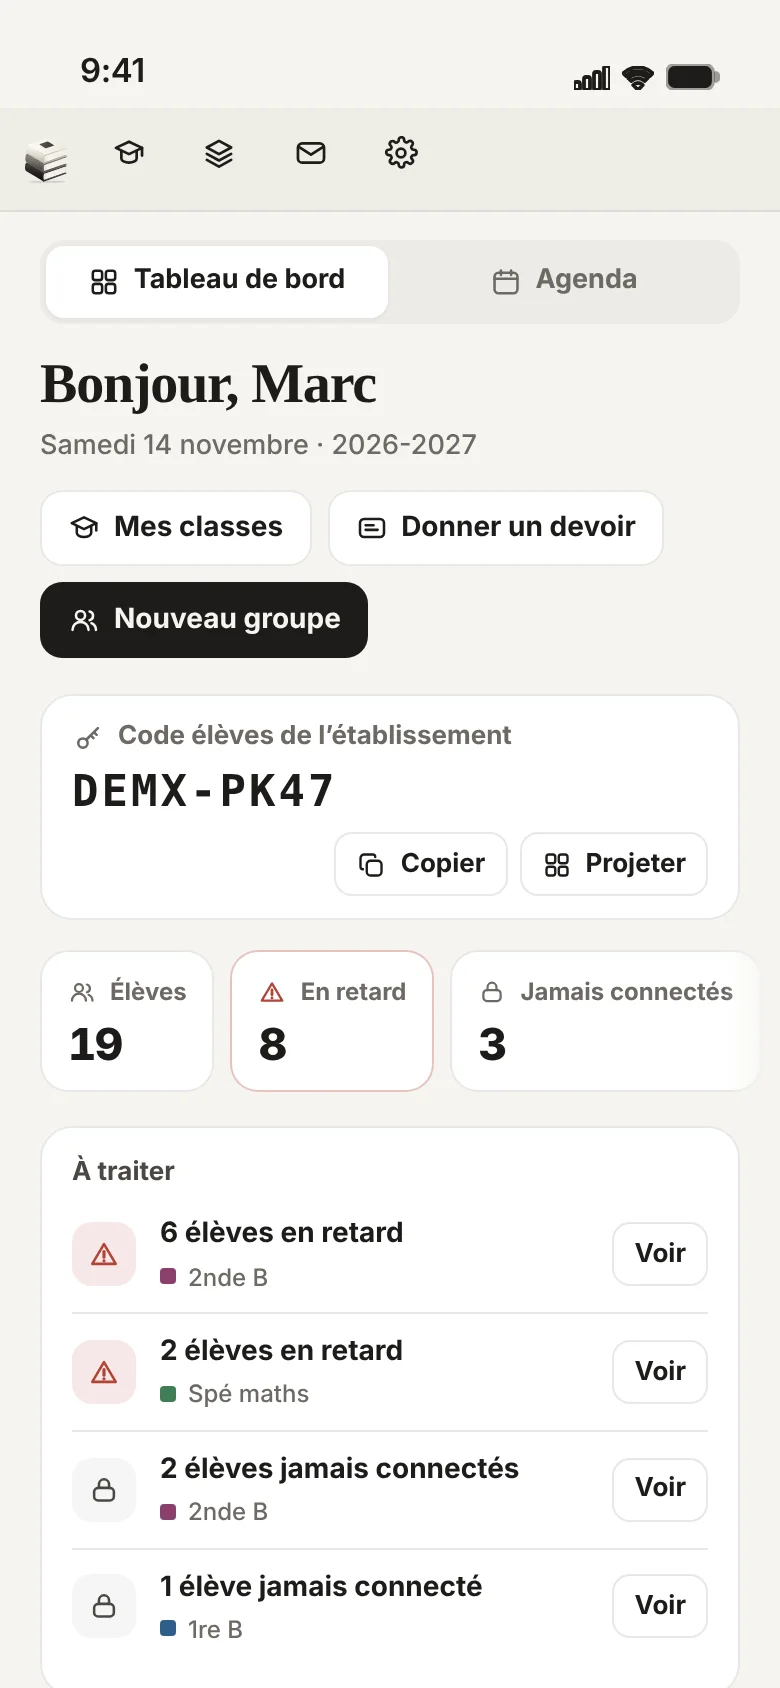 9:41
Tableau de bord
Agenda
Bonjour, Marc
Samedi 14 novembre · 2026-2027
Mes classes
Donner un devoir
Nouveau groupe
Code élèves de l’établissement
DEMX-PK47
Copier
Projeter
Élèves
19
En retard
8
Jamais connectés
3
À traiter
6 élèves en retard
2nde B
Voir
2 élèves en retard
Spé maths
Voir
2 élèves jamais connectés
2nde B
Voir
1 élève jamais connecté
1re B
Voir